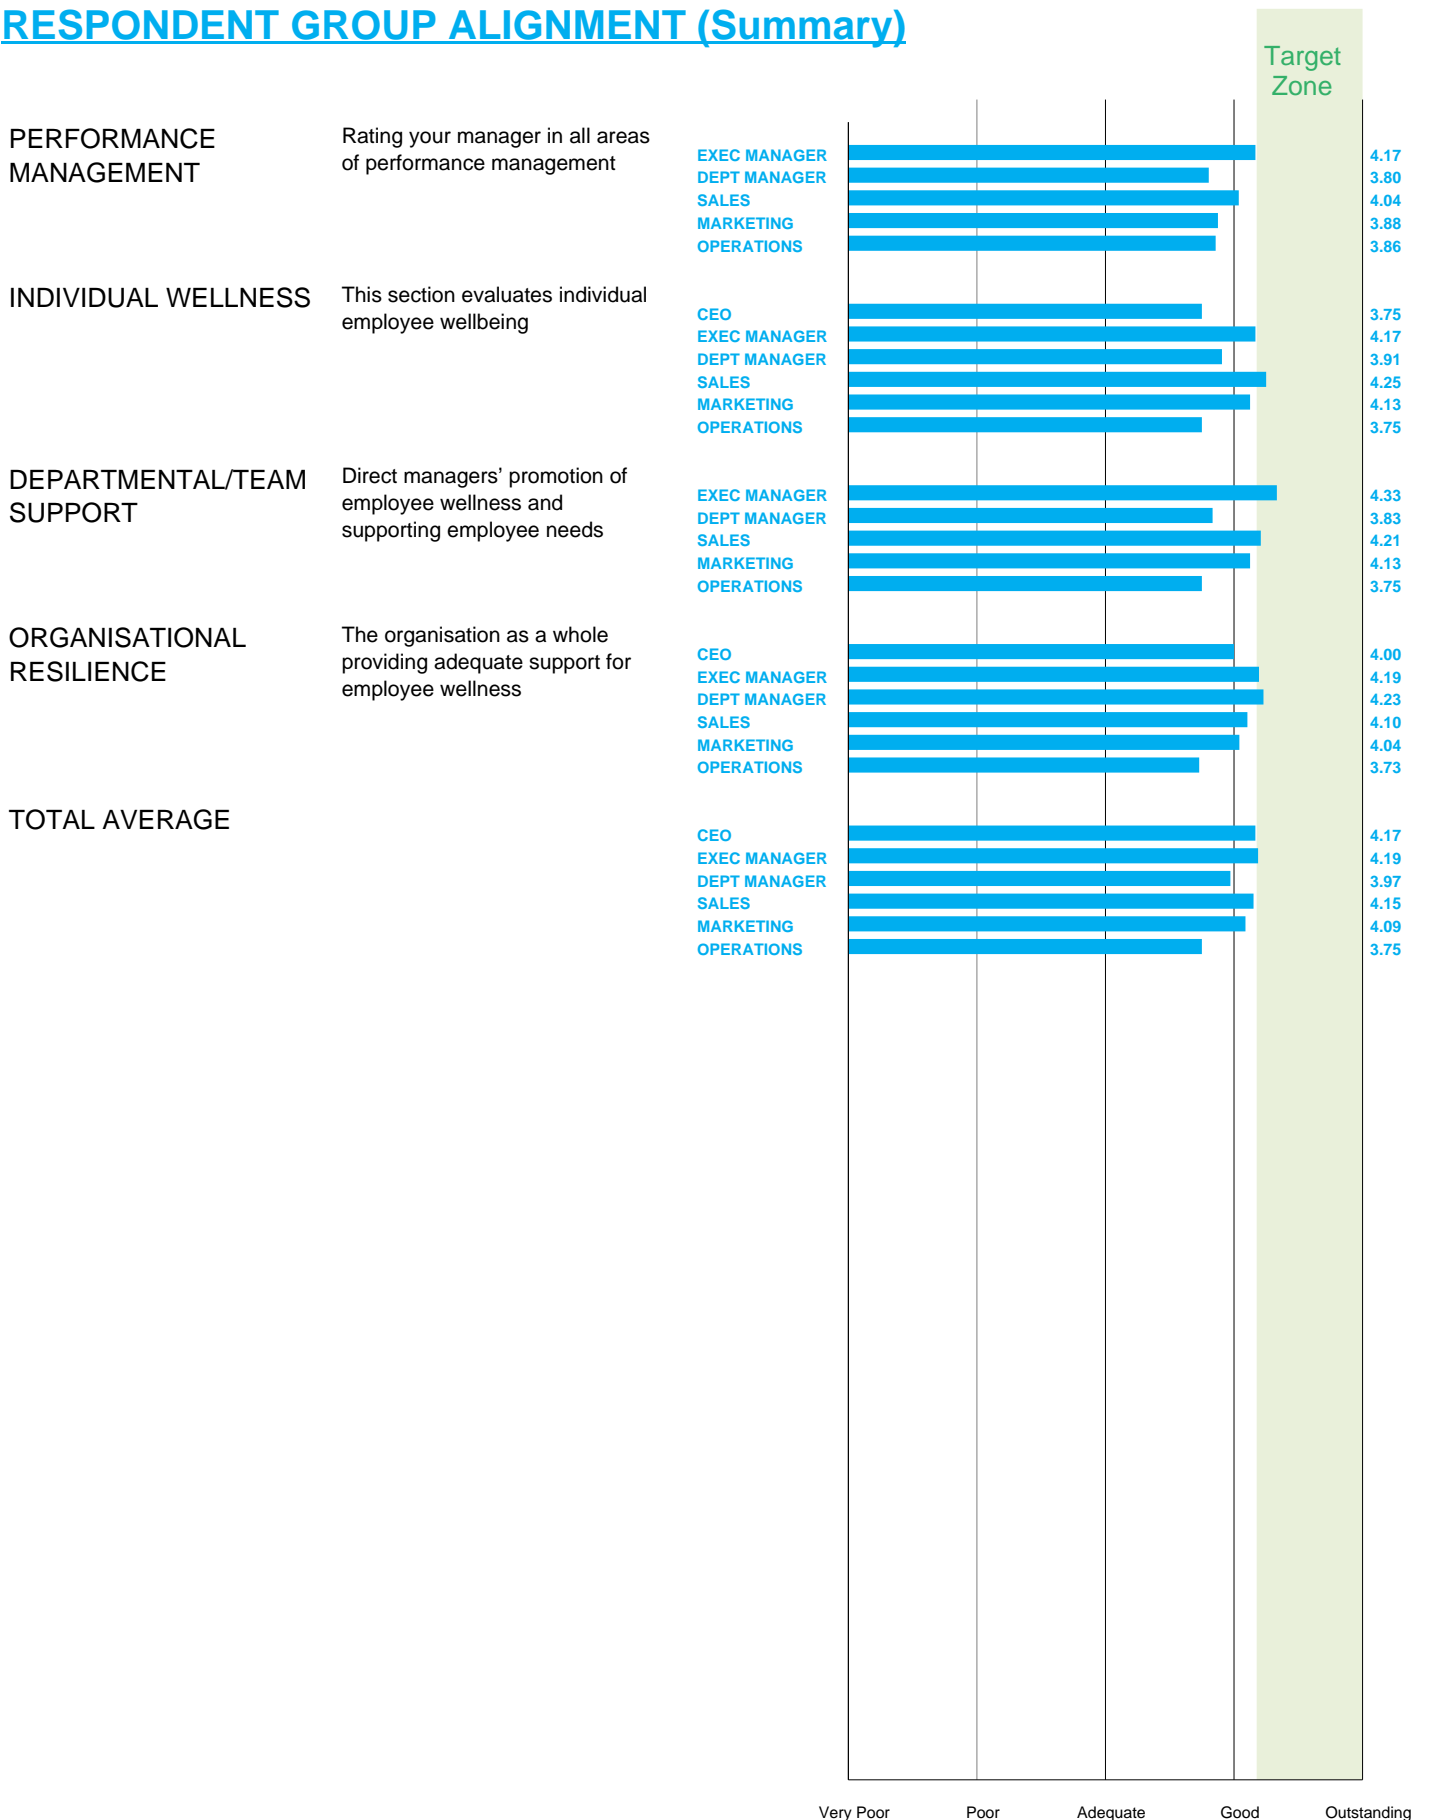 RESPONDENT GROUP ALIGNMENT (Summary)
Target
Zone
PERFORMANCE
MANAGEMENT
Rating your manager in all areas
of performance management
EXEC MANAGER 4.17
DEPT MANAGER 3.80
SALES 4.04
MARKETING 3.88
OPERATIONS 3.86
INDIVIDUAL WELLNESS
This section evaluates individual
employee wellbeing
CEO 3.75
EXEC MANAGER 4.17
DEPT MANAGER 3.91
SALES 4.25
MARKETING 4.13
OPERATIONS 3.75
DEPARTMENTAL/TEAM
SUPPORT
Direct managers’ promotion of
employee wellness and
supporting employee needs
EXEC MANAGER 4.33
DEPT MANAGER 3.83
SALES 4.21
MARKETING 4.13
OPERATIONS 3.75
ORGANISATIONAL
RESILIENCE
The organisation as a whole
providing adequate support for
employee wellness
CEO 4.00
EXEC MANAGER 4.19
DEPT MANAGER 4.23
SALES 4.10
MARKETING 4.04
OPERATIONS 3.73
TOTAL AVERAGE
CEO 4.17
EXEC MANAGER 4.19
DEPT MANAGER 3.97
SALES 4.15
MARKETING 4.09
OPERATIONS 3.75
Very Poor Poor Adequate Good Outstanding